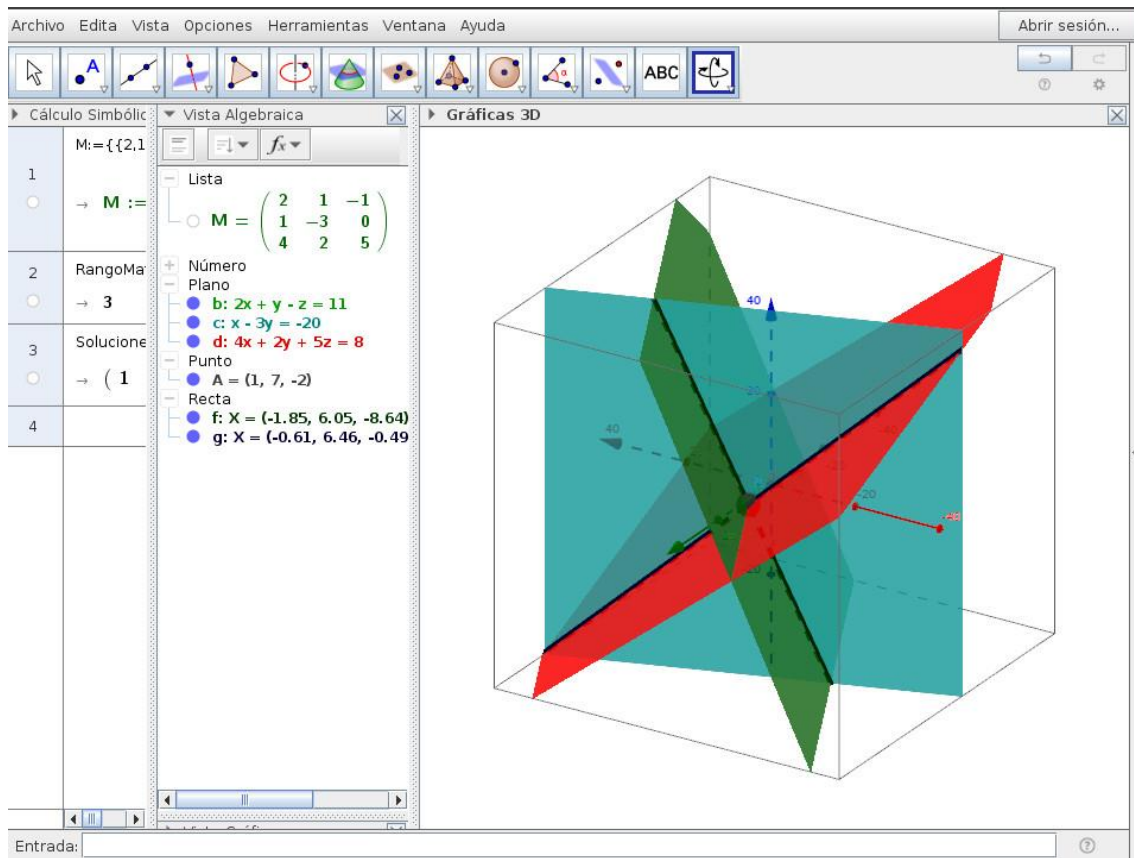 Archivo Edita Vista Opciones Herramientas Ventana Ayuda
Abrir sesión...
A
α
ABC
Cálculo Simbólic
Vista Algebraica
Gráficas 3D
1
M:={{2,1
→ M :=
2
RangoMa
→ 3
3
Solucione
→ ( 1
4
fx
Lista
M = ( 2 1 −1
1 −3 0
4 2 5 )
Número
Plano
b: 2x + y - z = 11
c: x - 3y = -20
d: 4x + 2y + 5z = 8
Punto
A = (1, 7, -2)
Recta
f: X = (-1.85, 6.05, -8.64)
g: X = (-0.61, 6.46, -0.49
40
20
40
-20
Entrada: